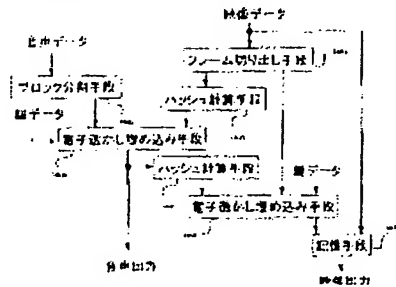 映像データ
音声データ
フレーム切り出し手段
ブロック分割手段
ハッシュ計算手段
鍵データ
電子透かし埋め込み手段
ハッシュ計算手段
鍵データ
電子透かし埋め込み手段
記憶手段
音声出力
映像出力